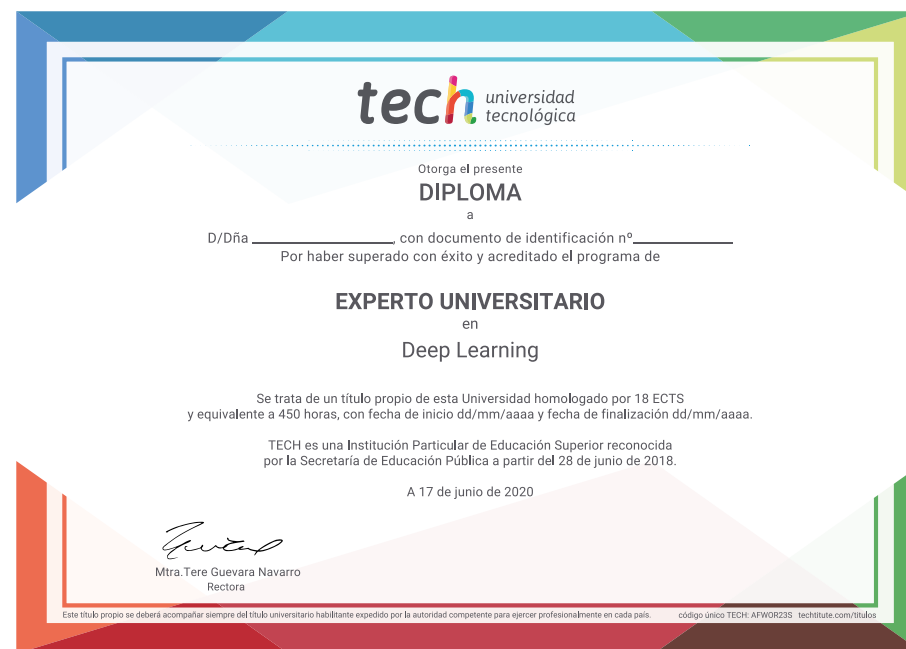 tech universidad
tecnológica
Otorga el presente
DIPLOMA
a
D/Dña ____________________, con documento de identificación nº______________
Por haber superado con éxito y acreditado el programa de
EXPERTO UNIVERSITARIO
en
Deep Learning
Se trata de un título propio de esta Universidad homologado por 18 ECTS
y equivalente a 450 horas, con fecha de inicio dd/mm/aaaa y fecha de finalización dd/mm/aaaa.
TECH es una Institución Particular de Educación Superior reconocida
por la Secretaría de Educación Pública a partir del 28 de junio de 2018.
A 17 de junio de 2020
Mtra.Tere Guevara Navarro
Rectora
Este título propio se deberá acompañar siempre del título universitario habilitante expedido por la autoridad competente para ejercer profesionalmente en cada país. código único TECH: AFWOR23S techtitute.com/titulos